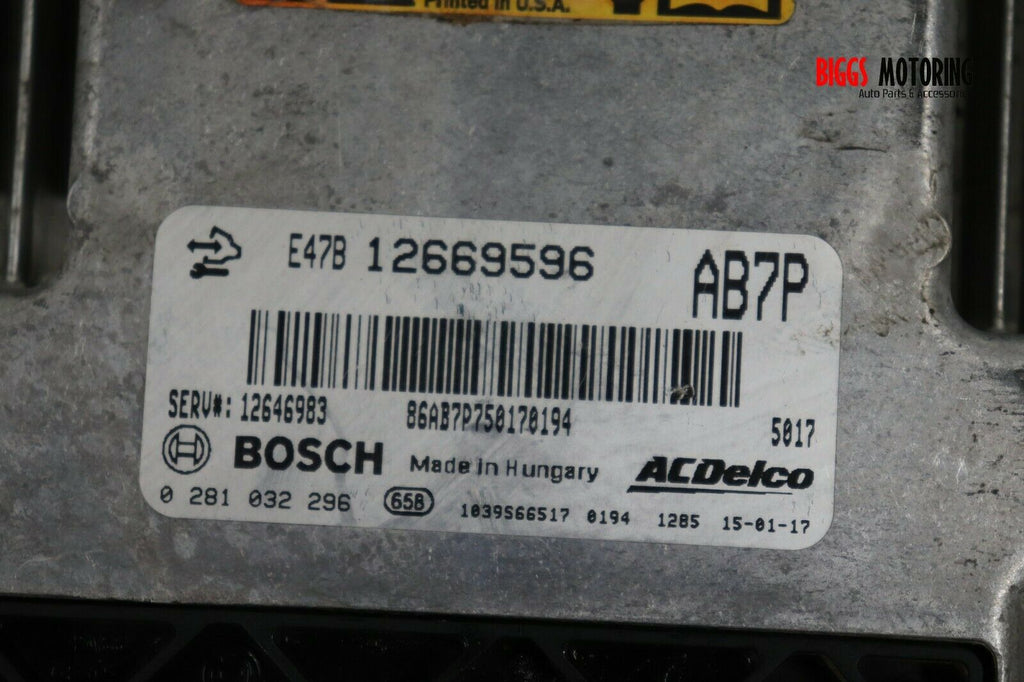 Printed in U.S.A.
BIGGS MOTORING
Auto Parts & Accessories
E47B 12669596 AB7P
SERV#: 12646983 86AB7P750170194 5017
BOSCH Made in Hungary ACDelco
0 281 032 296 658 1039S66517 0194 1285 15-01-17